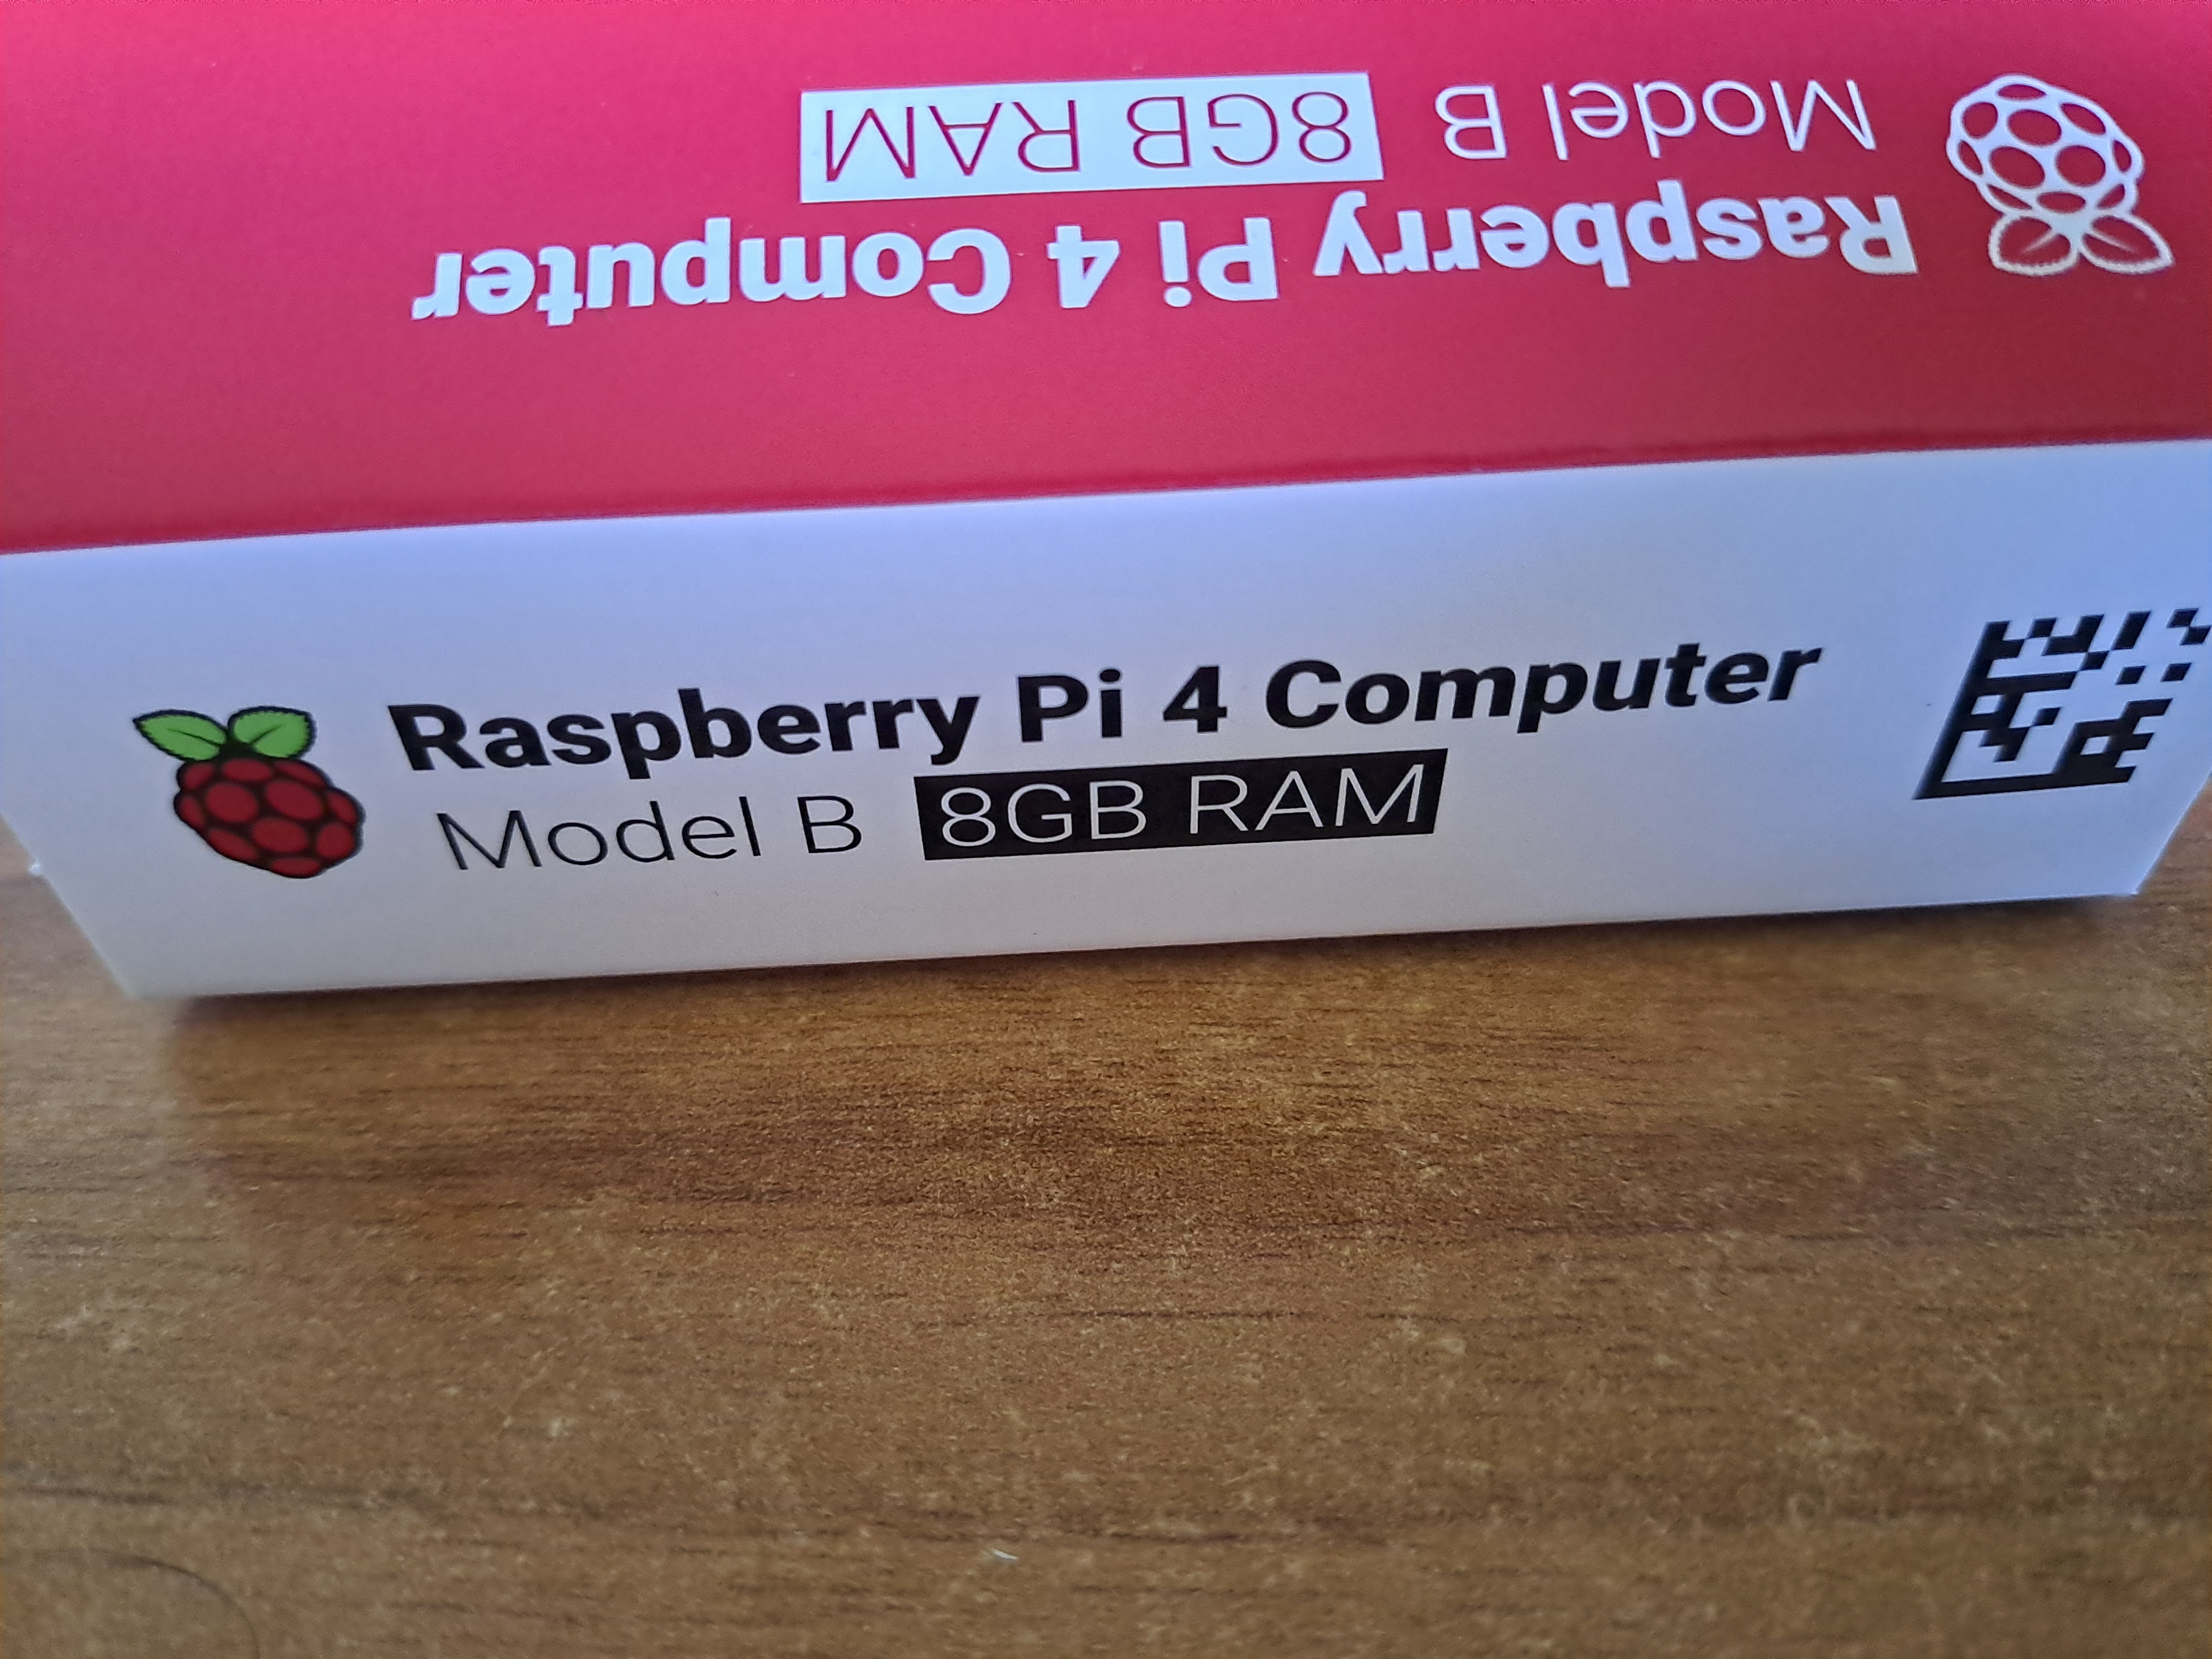 Raspberry Pi 4 Computer
Model B 8GB RAM
Raspberry Pi 4 Computer
Model B 8GB RAM